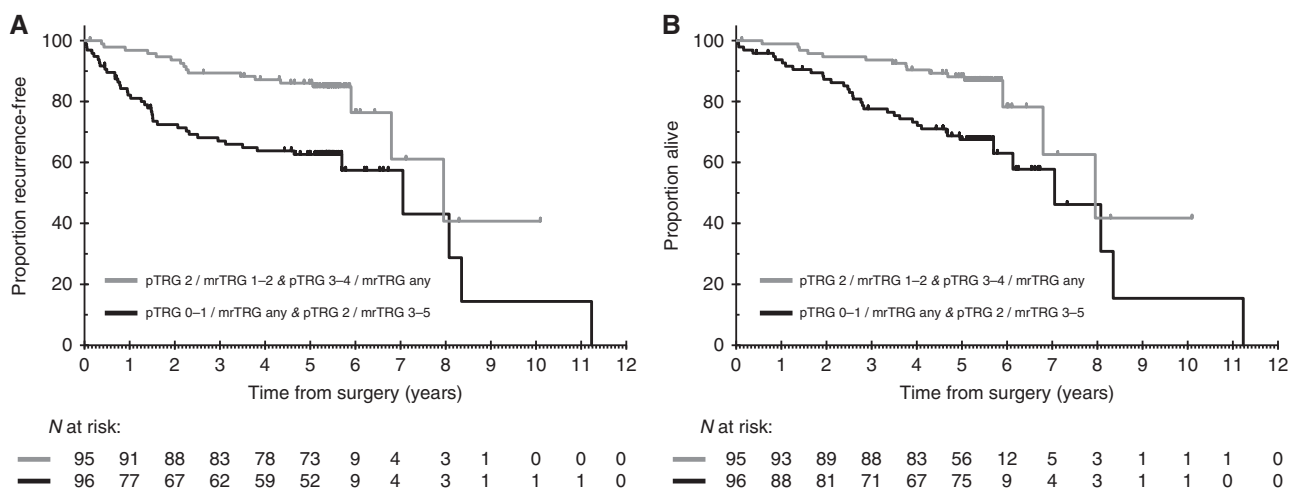 A
Proportion recurrence-free
100
80
60
40
20
0
pTRG 2 / mrTRG 1–2 & pTRG 3–4 / mrTRG any
pTRG 0–1 / mrTRG any & pTRG 2 / mrTRG 3–5
0 1 2 3 4 5 6 7 8 9 10 11 12
Time from surgery (years)
N at risk:
95 91 88 83 78 73 9 4 3 1 0 0 0
96 77 67 62 59 52 9 4 3 1 1 1 0
B
Proportion alive
100
80
60
40
20
0
pTRG 2 / mrTRG 1–2 & pTRG 3–4 / mrTRG any
pTRG 0–1 / mrTRG any & pTRG 2 / mrTRG 3–5
0 1 2 3 4 5 6 7 8 9 10 11 12
Time from surgery (years)
N at risk:
95 93 89 88 83 56 12 5 3 1 1 1 0
96 88 81 71 67 75 9 4 3 1 1 0 0